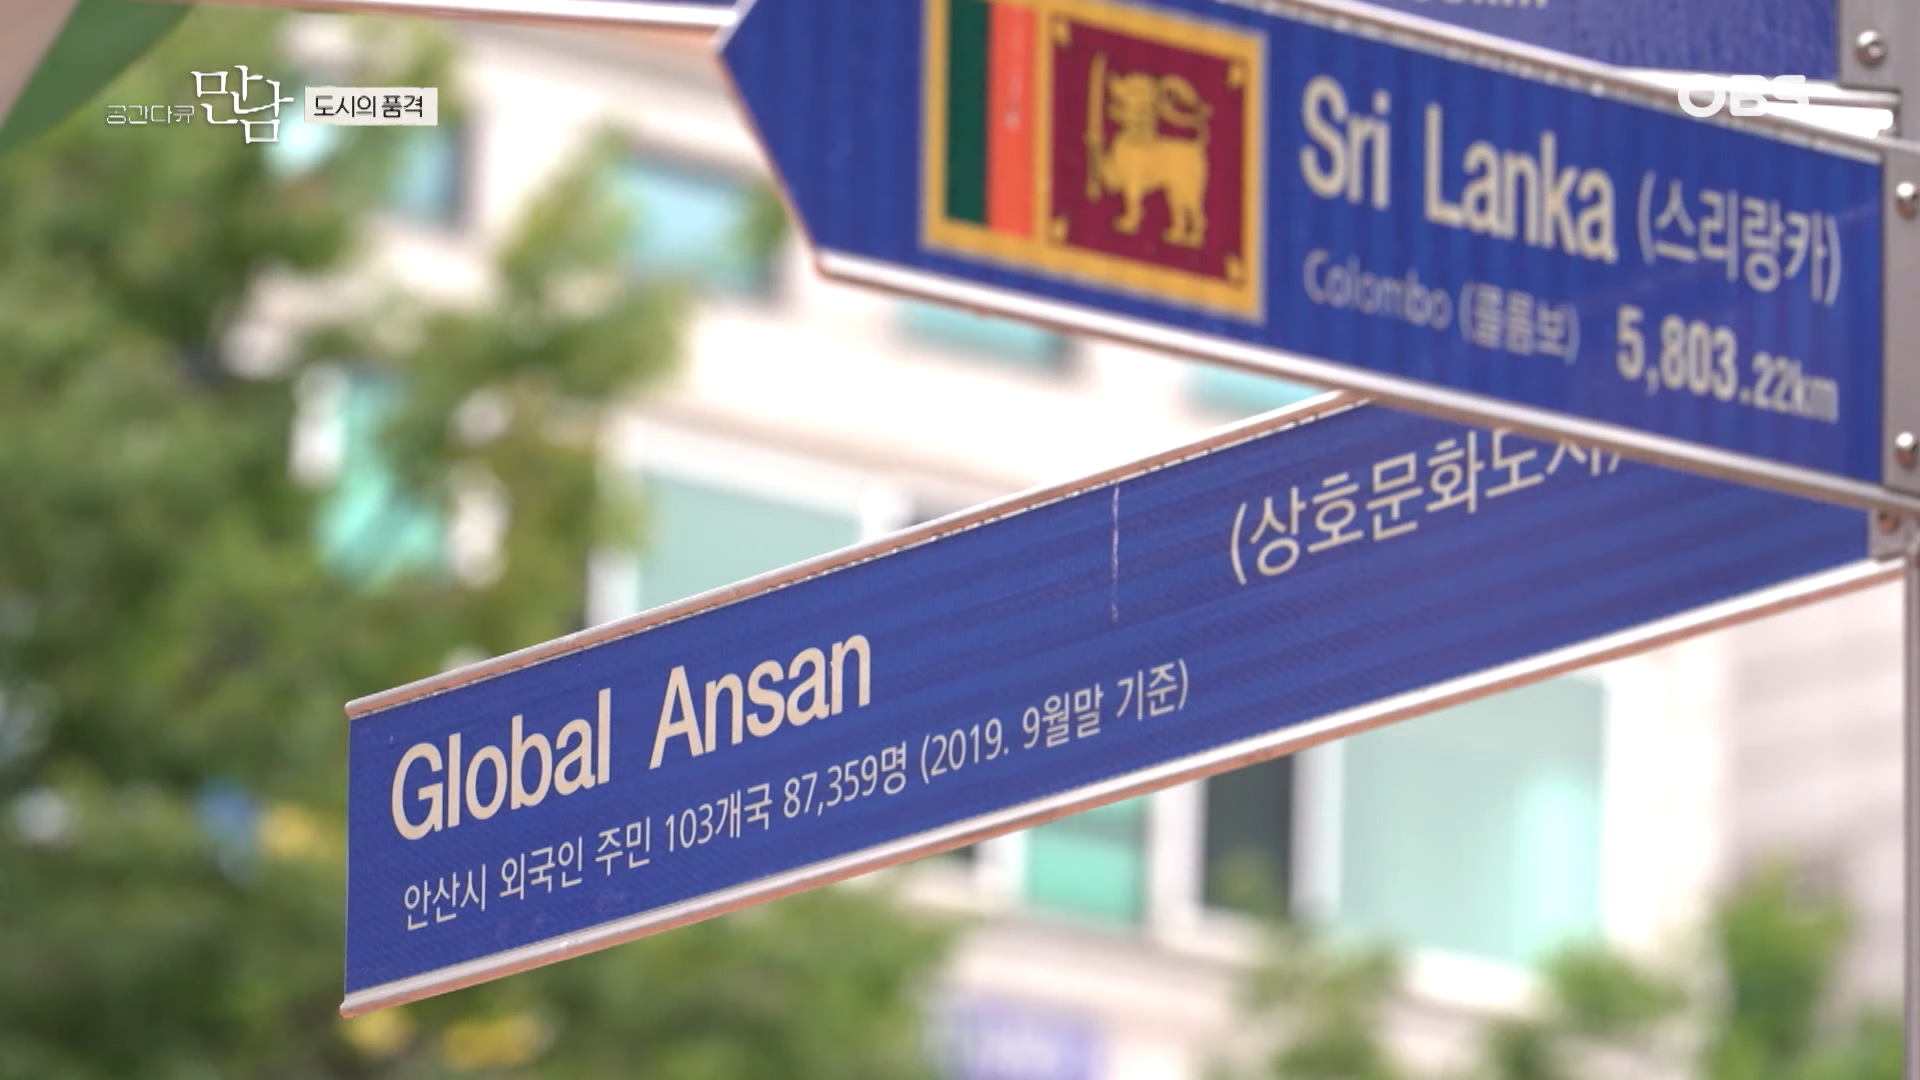 공간다큐 만남 도시의 품격
OBS
Sri Lanka (스리랑카)
Colombo (콜롬보) 5,803.22km
(상호문화도시)
Global Ansan
안산시 외국인 주민 103개국 87,359명 (2019. 9월말 기준)